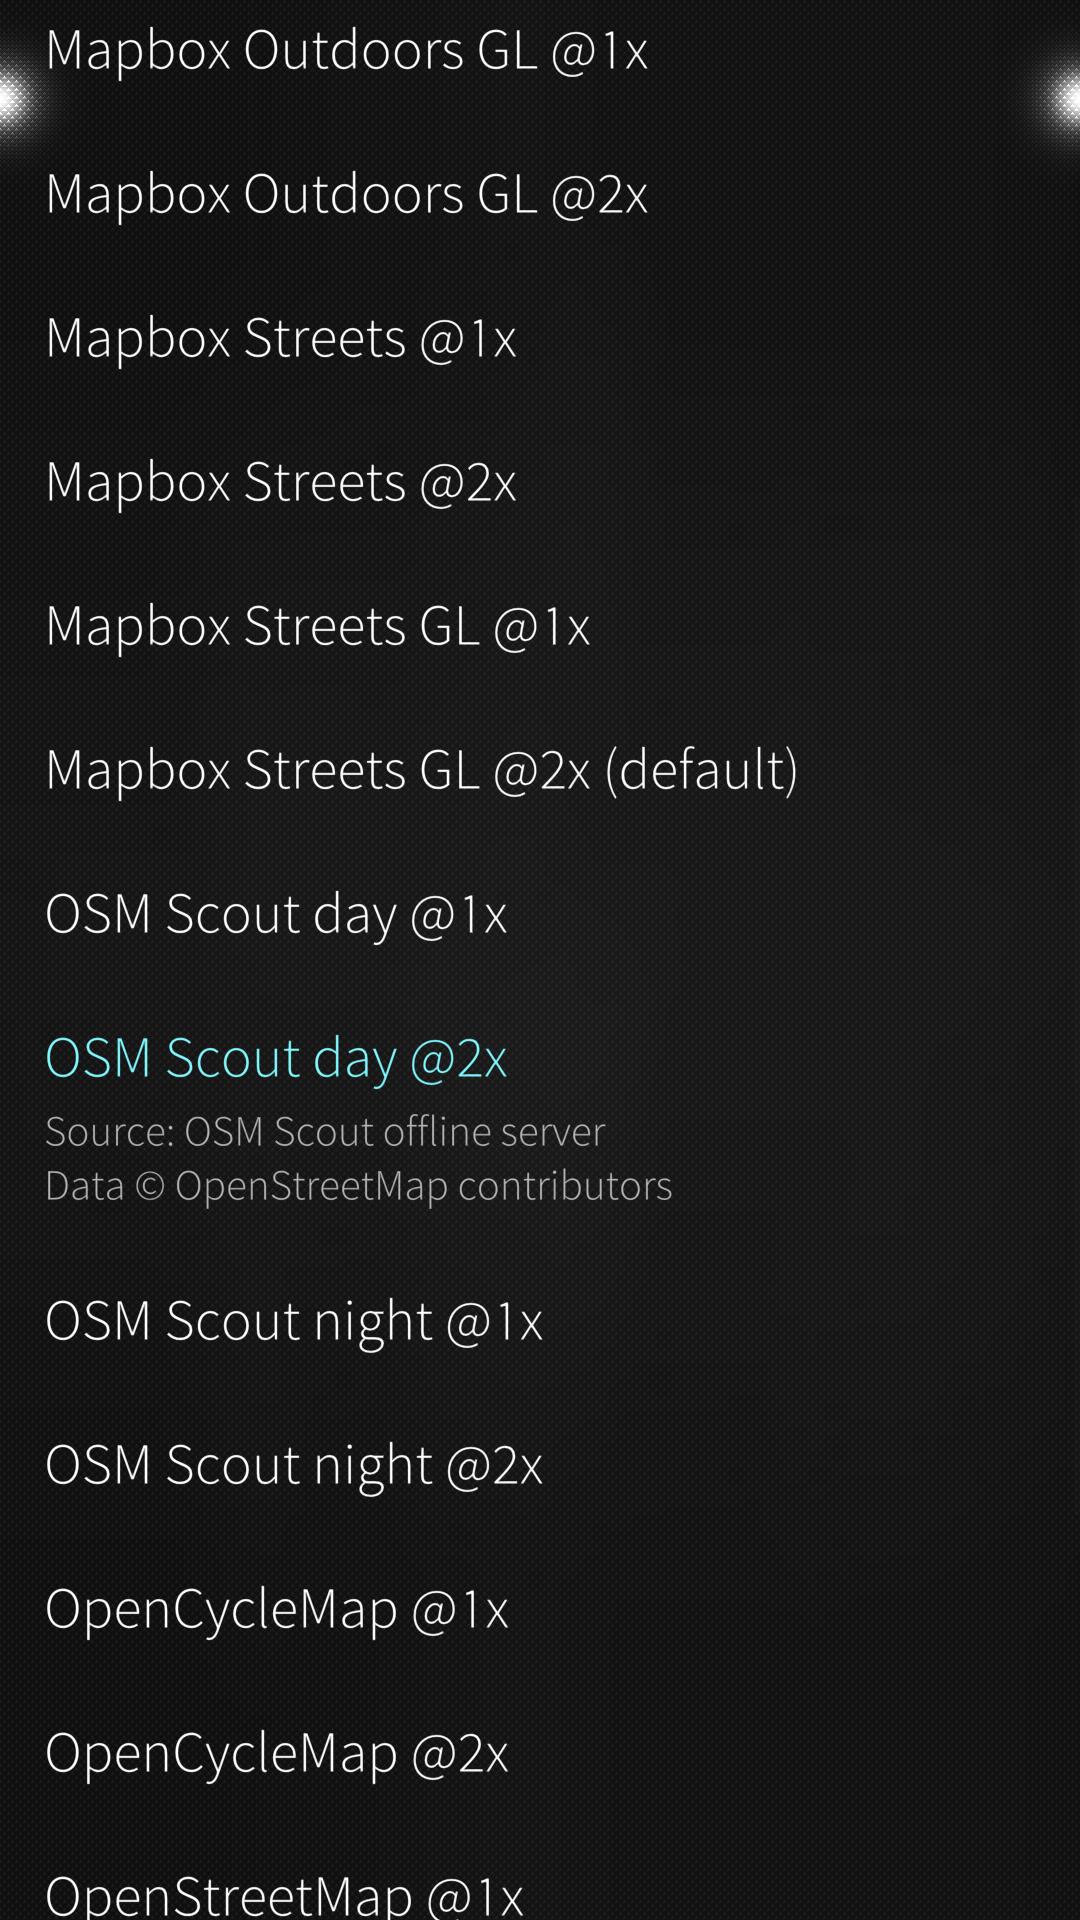 Mapbox Outdoors GL @1x
Mapbox Outdoors GL @2x
Mapbox Streets @1x
Mapbox Streets @2x
Mapbox Streets GL @1x
Mapbox Streets GL @2x (default)
OSM Scout day @1x
OSM Scout day @2x
Source: OSM Scout offline server
Data © OpenStreetMap contributors
OSM Scout night @1x
OSM Scout night @2x
OpenCycleMap @1x
OpenCycleMap @2x
OpenStreetMap @1x